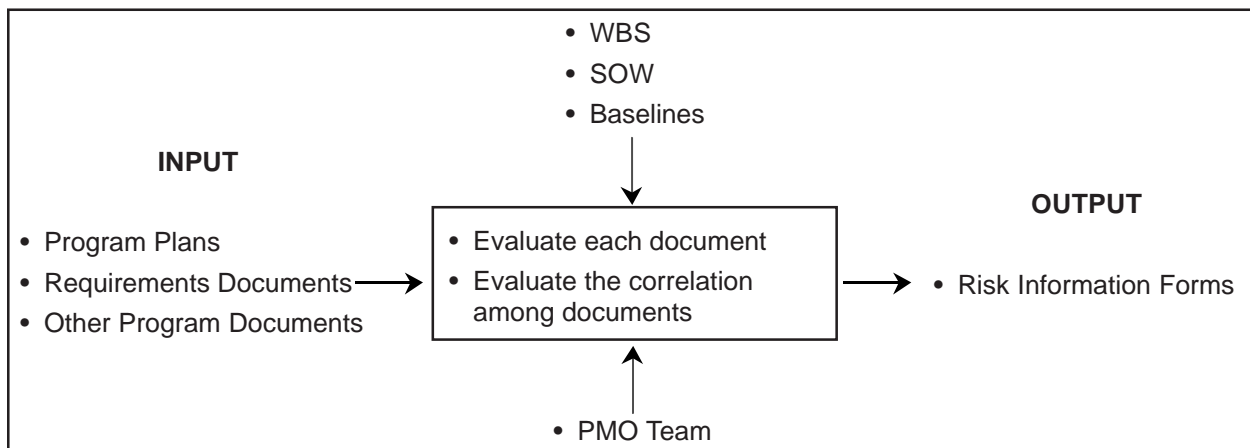 • WBS
• SOW
• Baselines
INPUT
• Program Plans
• Requirements Documents
• Other Program Documents
• Evaluate each document
• Evaluate the correlation
among documents
OUTPUT
• Risk Information Forms
• PMO Team